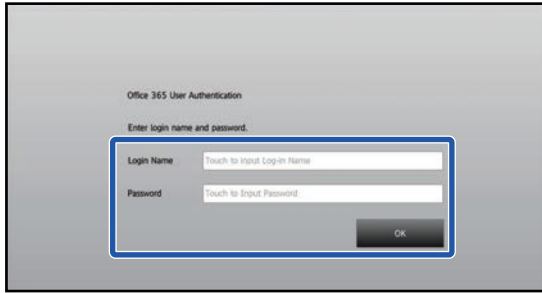 Office 365 User Authentication
Enter login name and password.
Login Name Touch to input Log-in Name
Password Touch to Input Password
OK